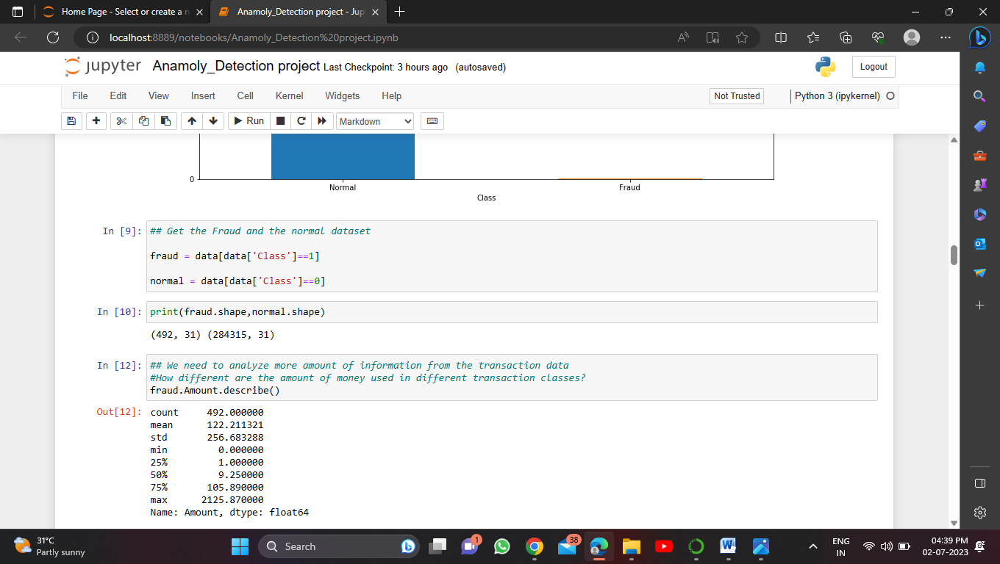 Home Page - Select or create a n
Anamoly_Detection project - Jup
localhost:8889/notebooks/Anamoly_Detection%20project.ipynb
jupyter Anamoly_Detection project Last Checkpoint: 3 hours ago (autosaved)
Logout
File Edit View Insert Cell Kernel Widgets Help
Not Trusted
Python 3 (ipykernel)
Run
Markdown
0
Normal Fraud
Class
In [9]: ## Get the Fraud and the normal dataset
fraud = data[data['Class']==1]
normal = data[data['Class']==0]
In [10]: print(fraud.shape,normal.shape)
(492, 31) (284315, 31)
In [12]: ## We need to analyze more amount of information from the transaction data
#How different are the amount of money used in different transaction classes?
fraud.Amount.describe()
Out[12]: count 492.000000
mean 122.211321
std 256.683288
min 0.000000
25% 1.000000
50% 9.250000
75% 105.890000
max 2125.870000
Name: Amount, dtype: float64
31°C
Partly sunny
Search
1
38
ENG
IN
04:39 PM
02-07-2023